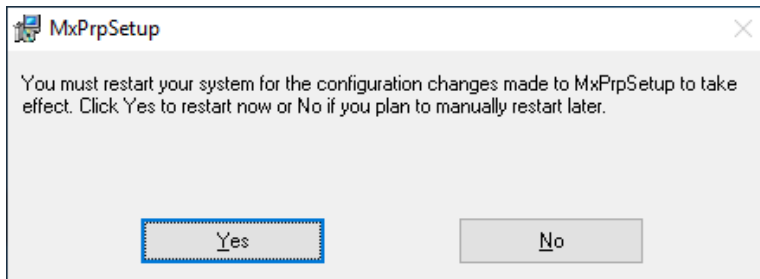 MxPrpSetup
You must restart your system for the configuration changes made to MxPrpSetup to take
effect. Click Yes to restart now or No if you plan to manually restart later.
Yes
No